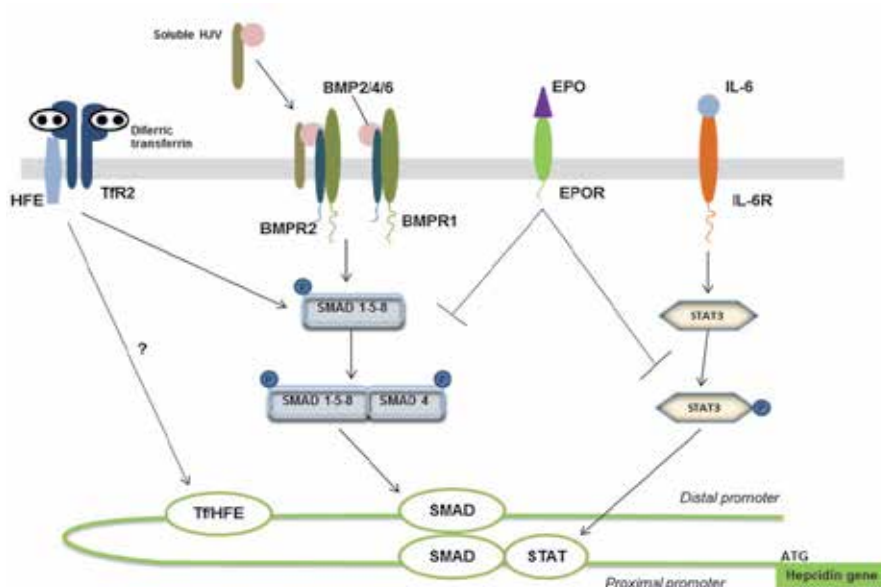 Soluble HJV
BMP2/4/6
EPO
IL-6
Diferric
transferrin
HFE
TfR2
BMPR2
BMPR1
EPOR
IL-6R
P
SMAD 1-5-8
STAT3
?
P
P
SMAD 1-5-8
SMAD 4
STAT3
P
Tf/HFE
SMAD
Distal promoter
SMAD
STAT
ATG
Proximal promoter
Hepcidin gene